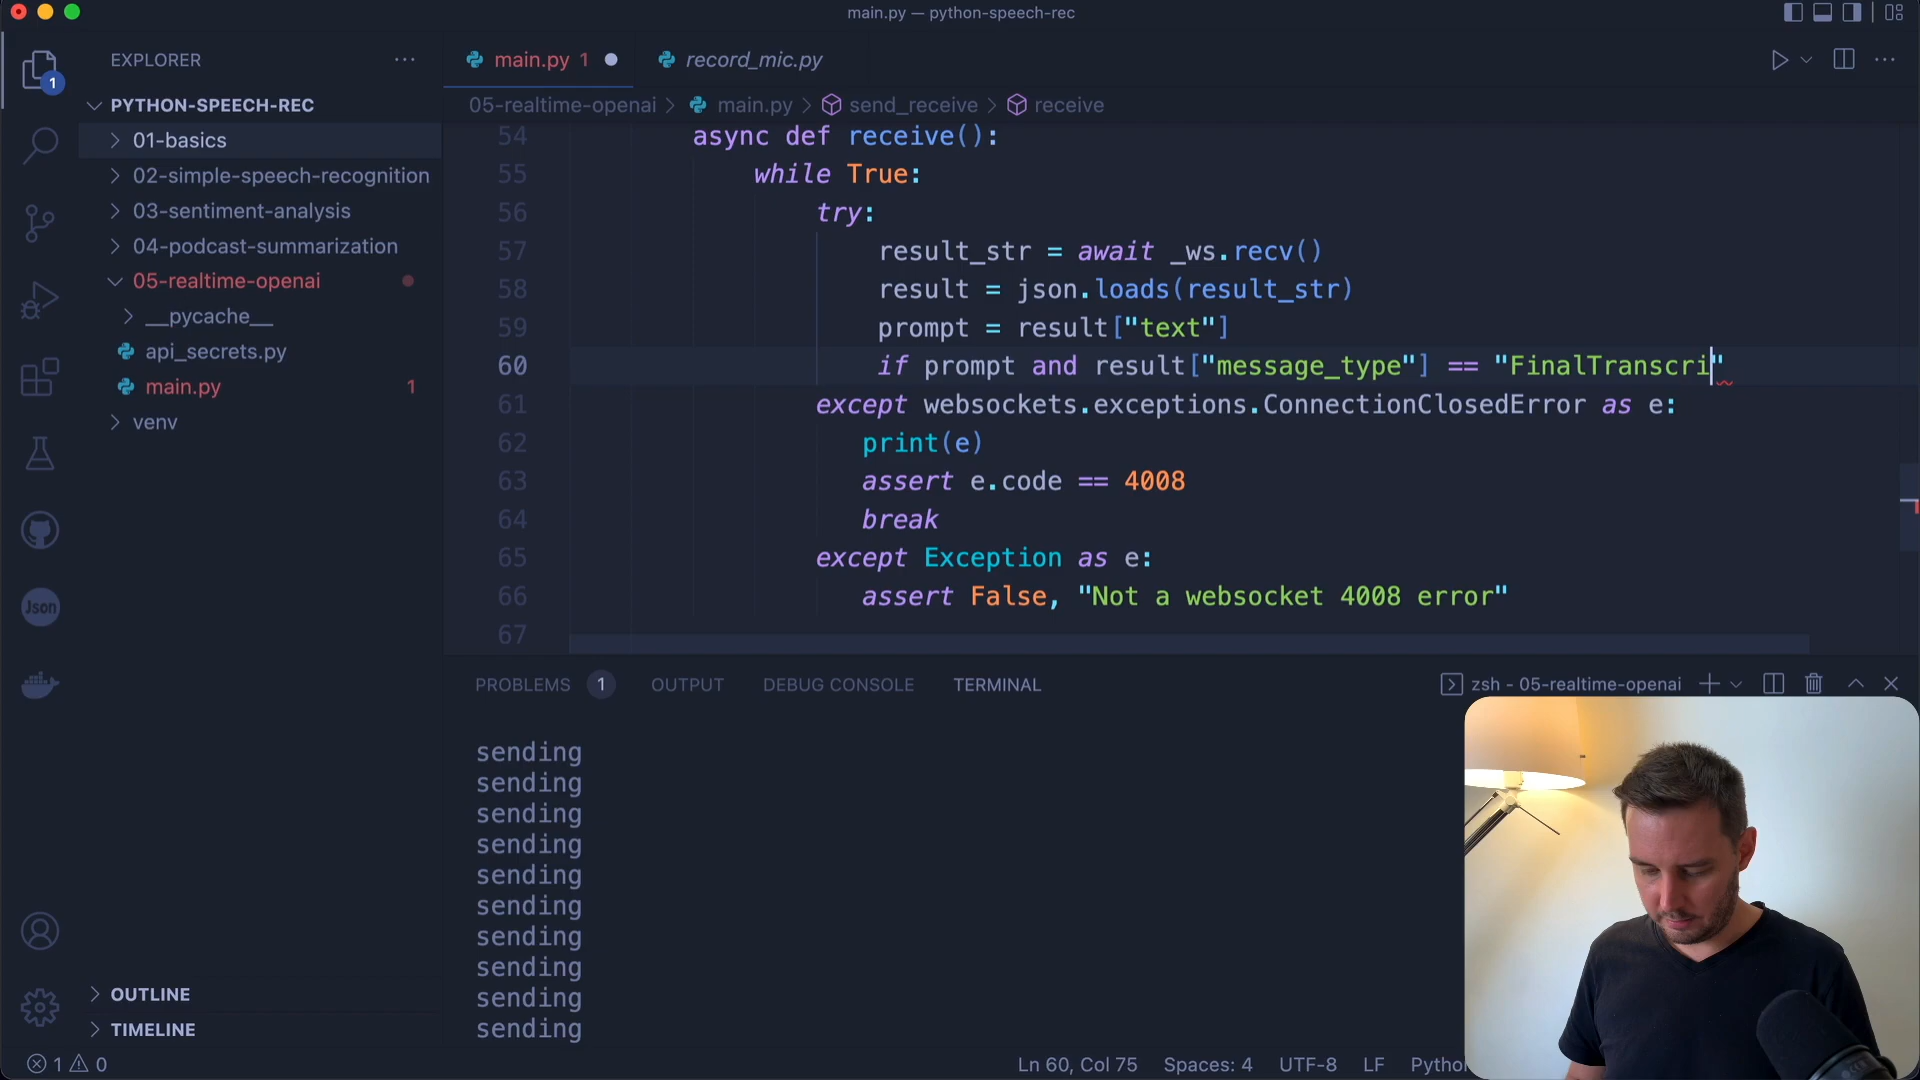 main.py — python-speech-rec
1
EXPLORER
PYTHON-SPEECH-REC
01-basics
02-simple-speech-recognition
03-sentiment-analysis
04-podcast-summarization
05-realtime-openai
__pycache__
api_secrets.py
main.py 1
venv
Json
OUTLINE
TIMELINE
main.py 1
record_mic.py
05-realtime-openai > main.py > send_receive > receive
54 async def receive():
55 while True:
56 try:
57 result_str = await _ws.recv()
58 result = json.loads(result_str)
59 prompt = result["text"]
60 if prompt and result["message_type"] == "FinalTranscri"
61 except websockets.exceptions.ConnectionClosedError as e:
62 print(e)
63 assert e.code == 4008
64 break
65 except Exception as e:
66 assert False, "Not a websocket 4008 error"
67
PROBLEMS 1 OUTPUT DEBUG CONSOLE TERMINAL zsh - 05-realtime-openai
sending
sending
sending
sending
sending
sending
sending
sending
sending
sending
1 0 Ln 60, Col 75 Spaces: 4 UTF-8 LF